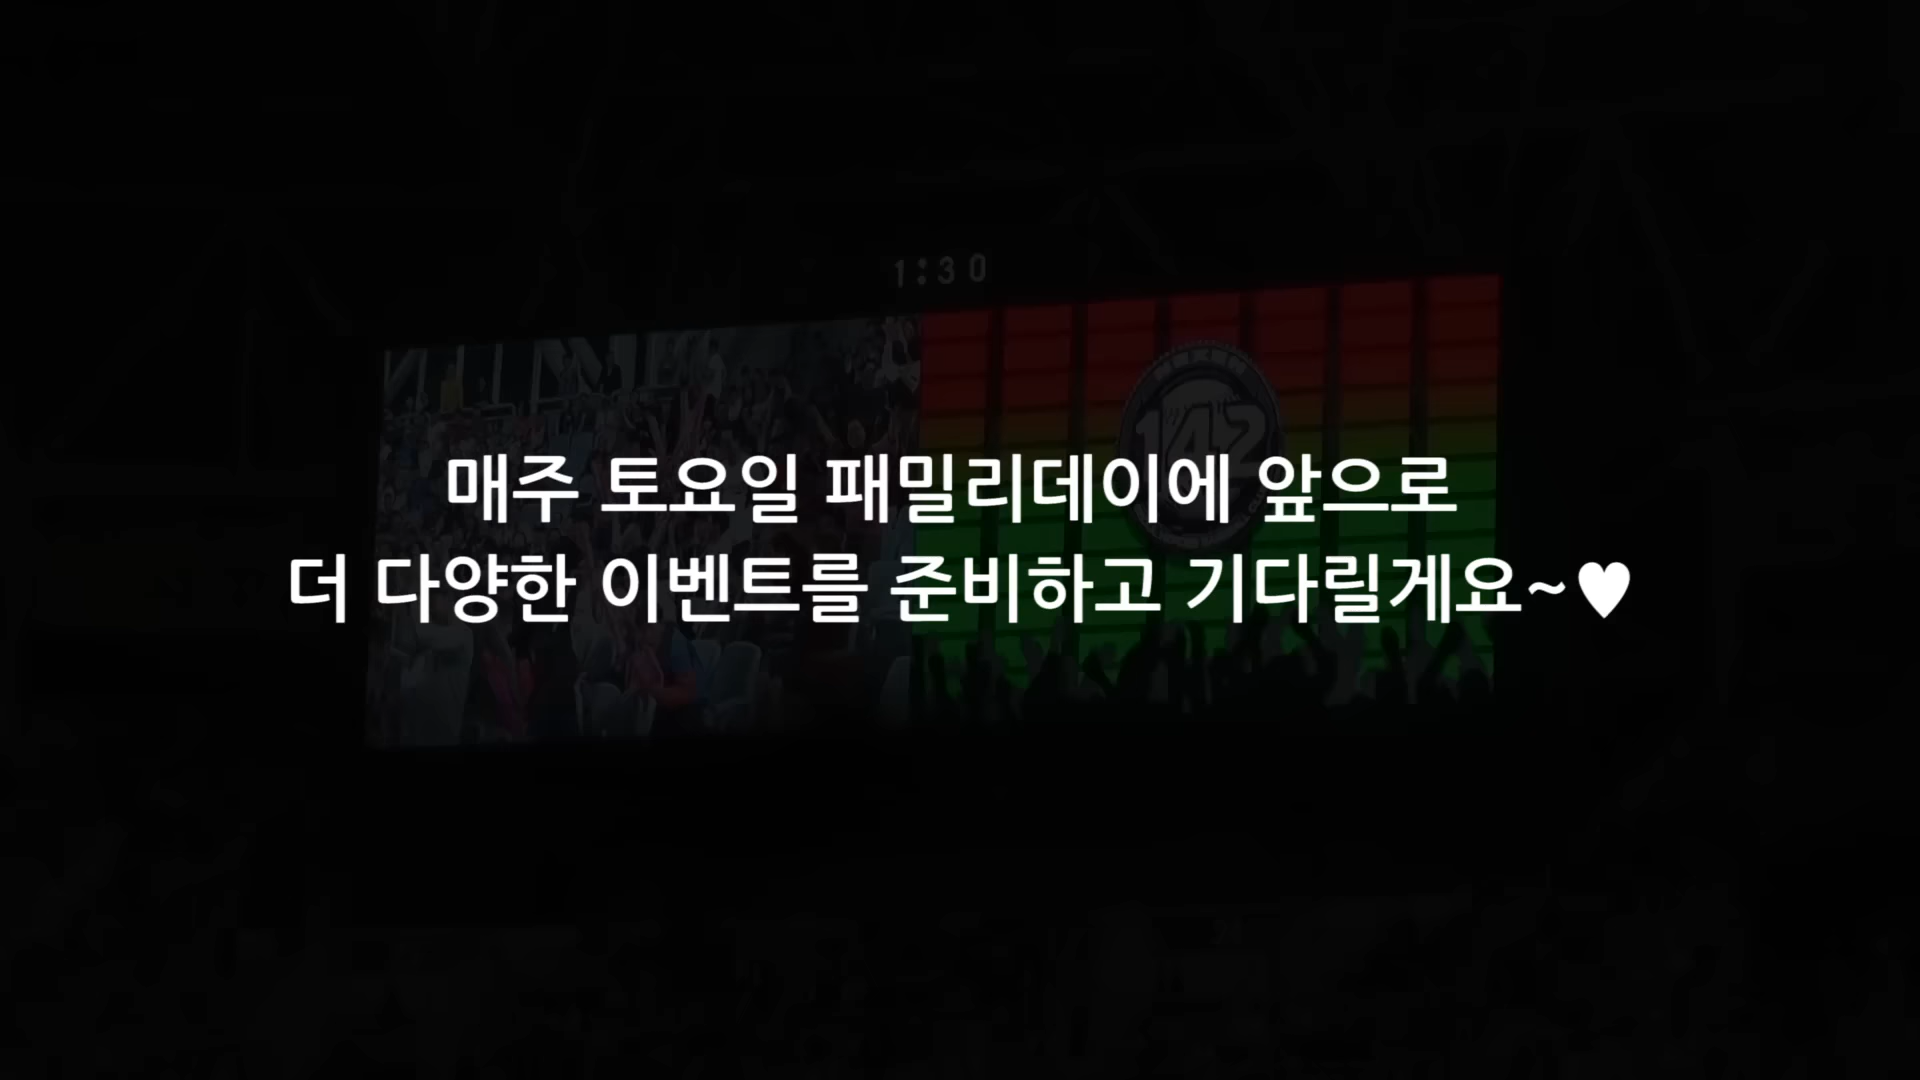 1:30
142
매주 토요일 패밀리데이에 앞으로
더 다양한 이벤트를 준비하고 기다릴게요~♥